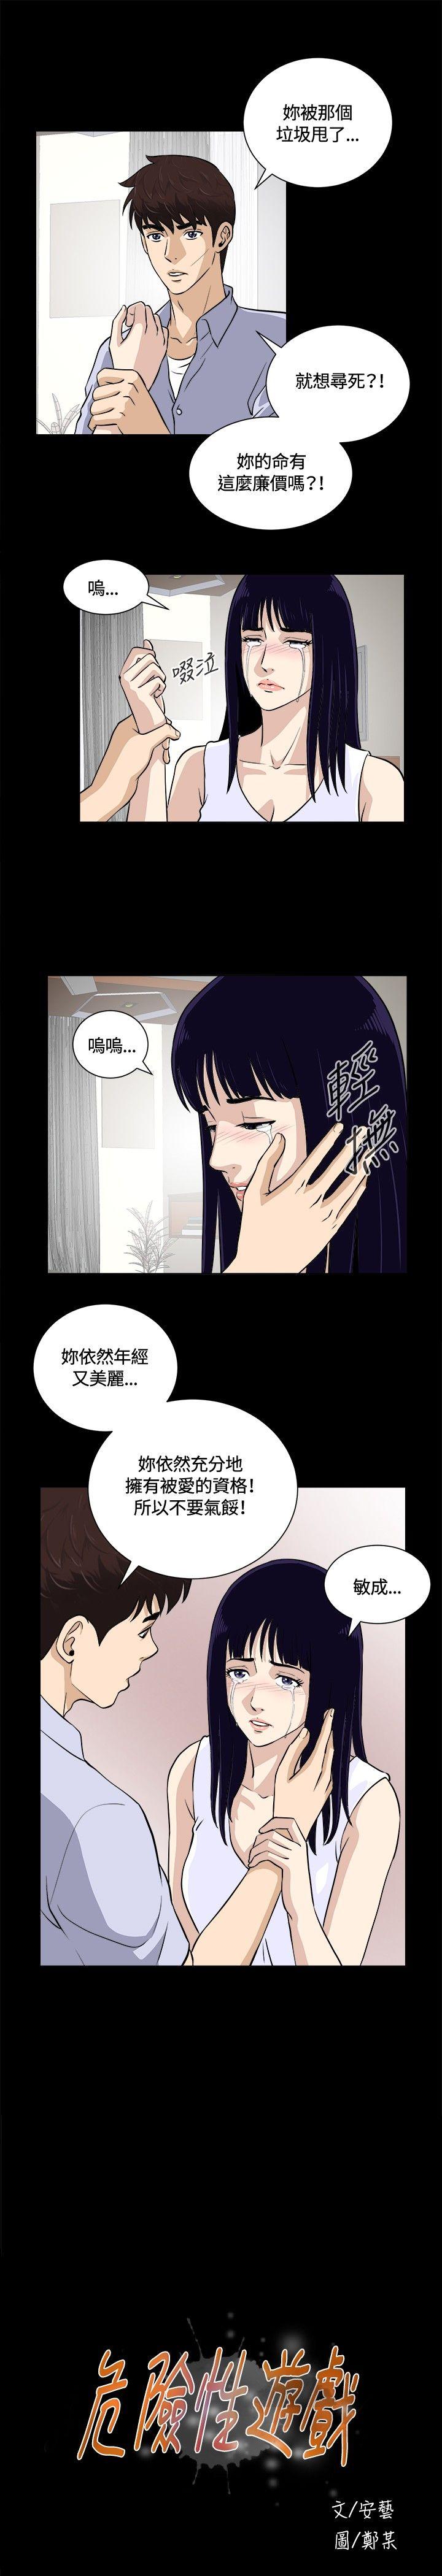 妳被那個
垃圾甩了...
就想尋死?!
妳的命有
這麼廉價嗎?!
嗚...
啜泣
嗚嗚...
輕撫
妳依然年經
又美麗...
妳依然充分地
擁有被愛的資格!
所以不要氣餒!
敏成...
危險性遊戲
文/安藝
圖/鄭某